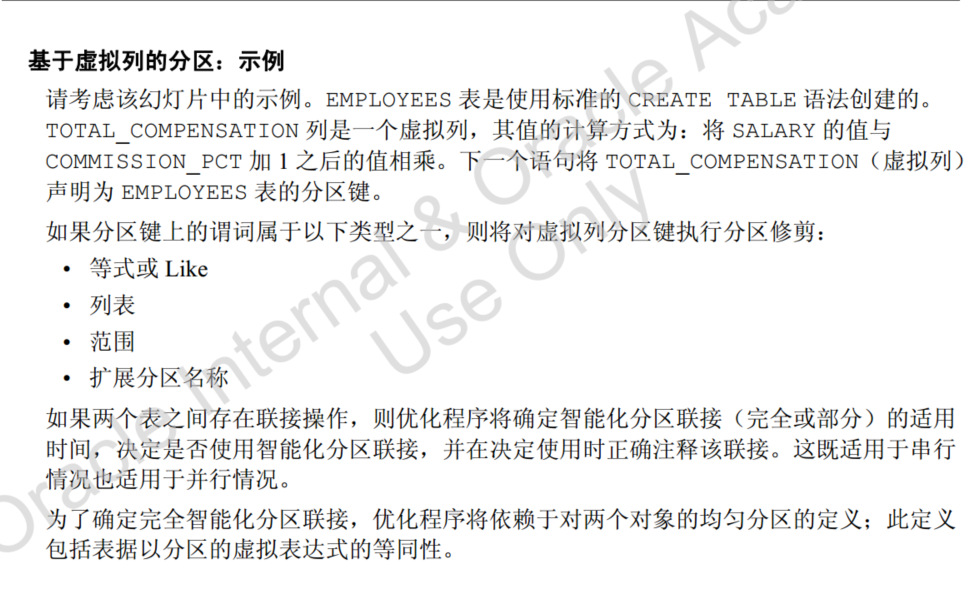 基于虚拟列的分区：示例
请考虑该幻灯片中的示例。EMPLOYEES 表是使用标准的 CREATE TABLE 语法创建的。
TOTAL_COMPENSATION 列是一个虚拟列，其值的计算方式为：将 SALARY 的值与
COMMISSION_PCT 加 1 之后的值相乘。下一个语句将 TOTAL_COMPENSATION（虚拟列）
声明为 EMPLOYEES 表的分区键。
如果分区键上的谓词属于以下类型之一，则将对虚拟列分区键执行分区修剪：
• 等式或 Like
• 列表
• 范围
• 扩展分区名称
如果两个表之间存在联接操作，则优化程序将确定智能化分区联接（完全或部分）的适用
时间，决定是否使用智能化分区联接，并在决定使用时正确注释该联接。这既适用于串行
情况也适用于并行情况。
为了确定完全智能化分区联接，优化程序将依赖于对两个对象的均匀分区的定义；此定义
包括表据以分区的虚拟表达式的等同性。
Oracle Internal & Oracle Aca
Use Only